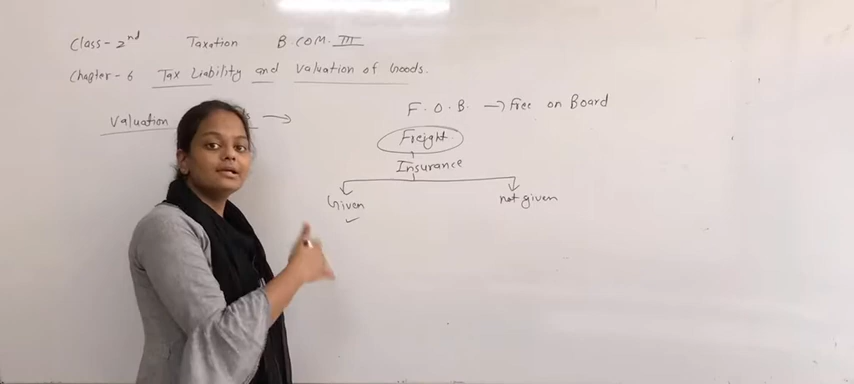 Class-2nd Taxation B COM-III
Chapter-6 Tax Liability and Valuation of Goods.
Valuation →
F.O.B. → Free on Board
Freight
Insurance
Given not given